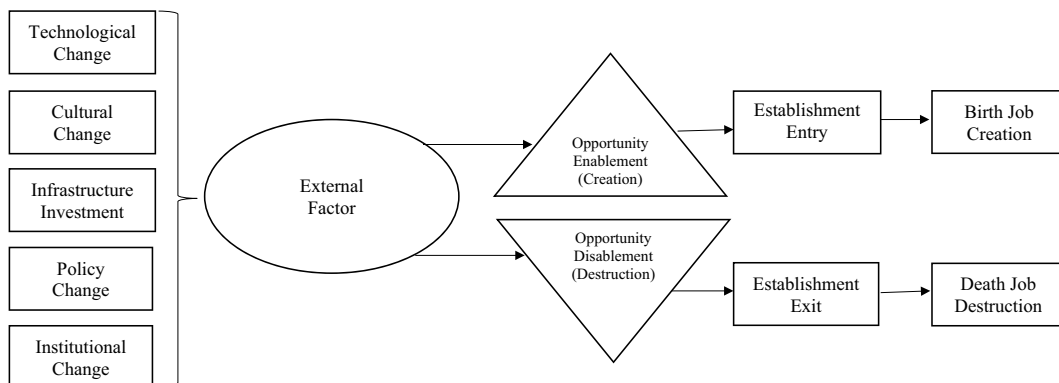 Technological
Change
Cultural
Change
Infrastructure
Investment
Policy
Change
Institutional
Change
External
Factor
Opportunity
Enablement
(Creation)
Opportunity
Disablement
(Destruction)
Establishment
Entry
Birth Job
Creation
Establishment
Exit
Death Job
Destruction